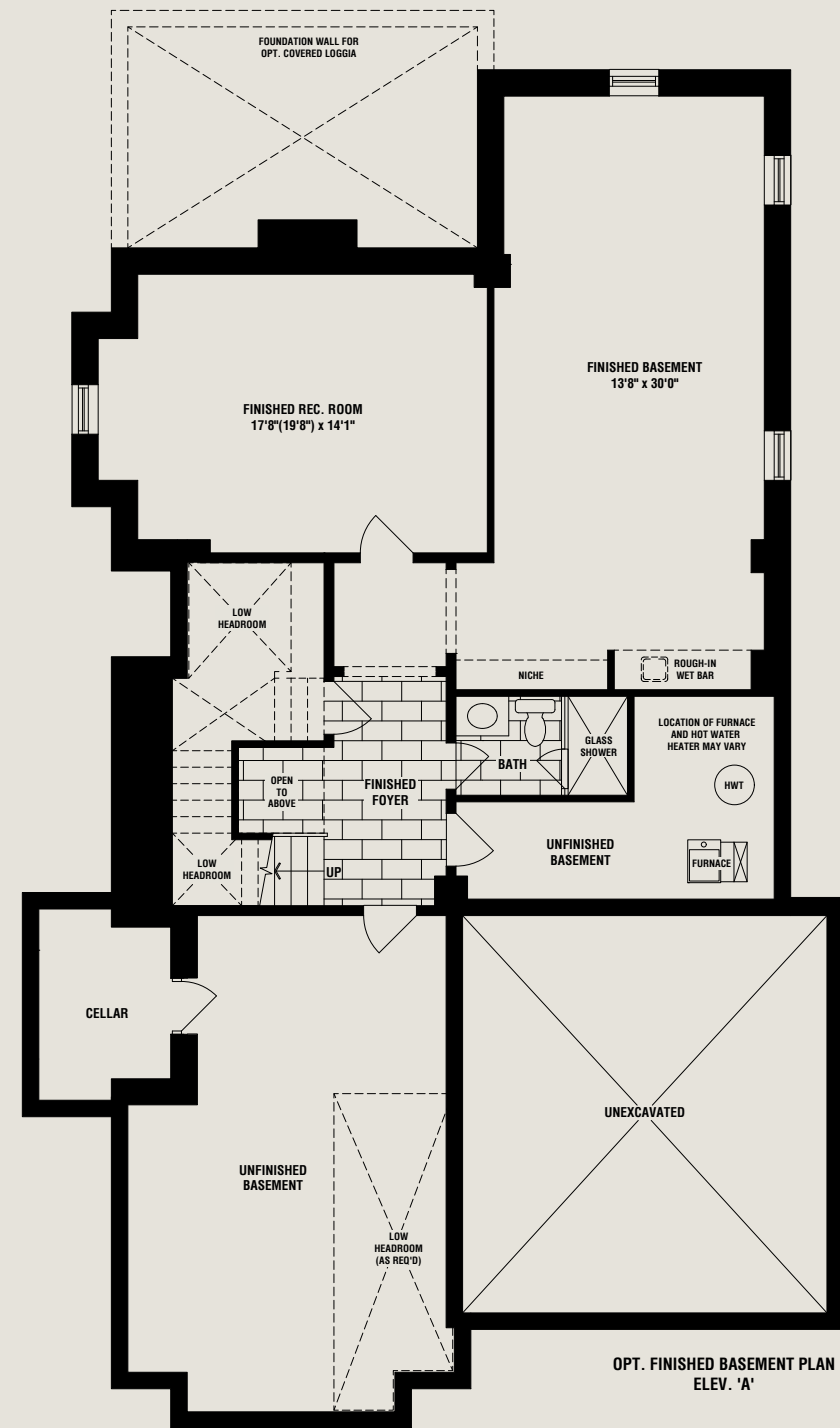 FOUNDATION WALL FOR
OPT. COVERED LOGGIA
FINISHED BASEMENT
13'8" x 30'0"
FINISHED REC. ROOM
17'8"(19'8") x 14'1"
LOW
HEADROOM
NICHE
ROUGH-IN
WET BAR
LOCATION OF FURNACE
AND HOT WATER
HEATER MAY VARY
GLASS
SHOWER
BATH
HWT
OPEN
TO
ABOVE
FINISHED
FOYER
UNFINISHED
BASEMENT
FURNACE
LOW
HEADROOM
UP
CELLAR
UNEXCAVATED
UNFINISHED
BASEMENT
LOW
HEADROOM
(AS REQ'D)
OPT. FINISHED BASEMENT PLAN
ELEV. 'A'